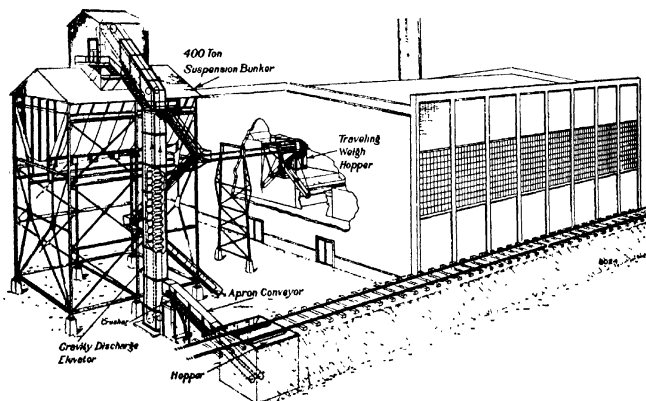 400 Ton
Suspension Bunker
Traveling
Weigh
Hopper
Apron Conveyor
Crusher
Gravity Discharge
Elevator
Hopper